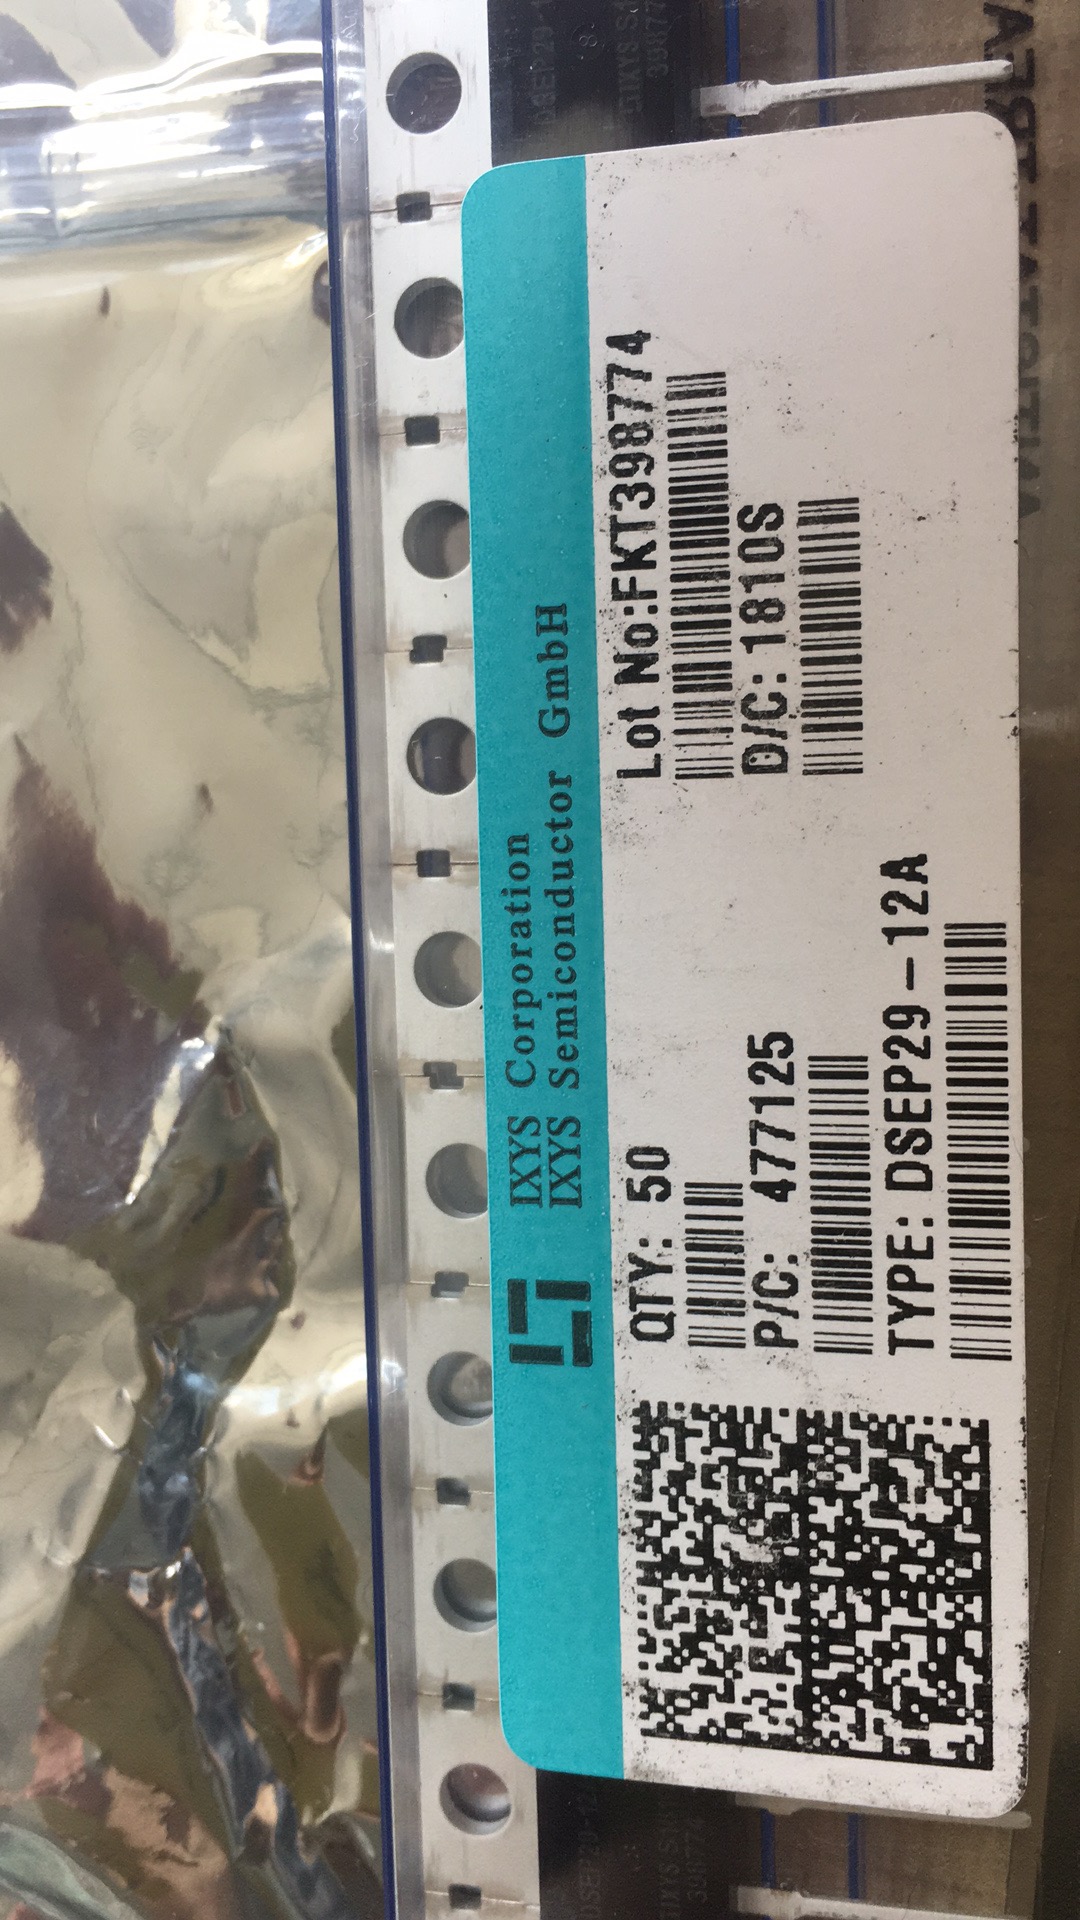 IXYS Corporation
IXYS Semiconductor GmbH
QTY: 50
Lot No:FKT398774
P/C: 477125
D/C: 1810S
TYPE: DSEP29-12A